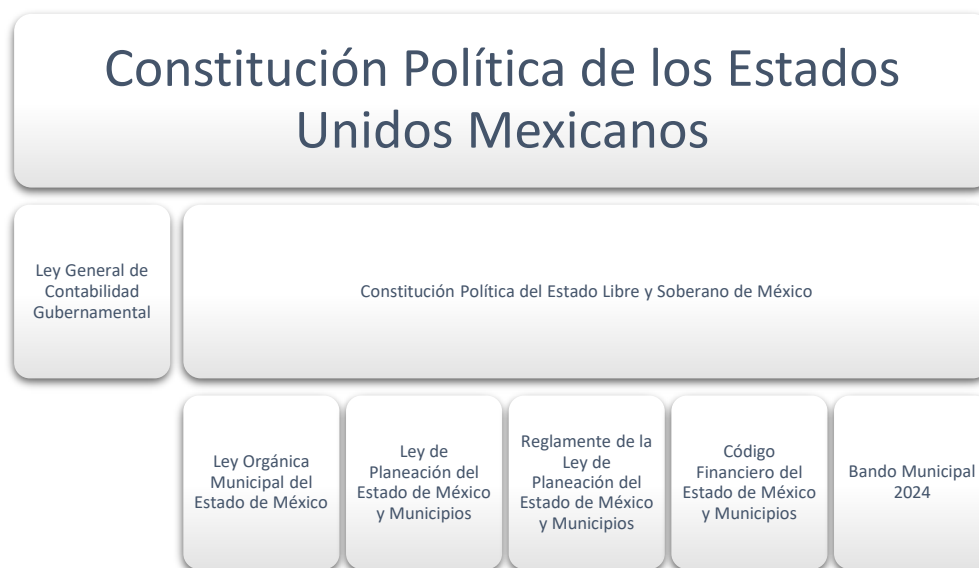 Constitución Política de los Estados
Unidos Mexicanos
Ley General de
Contabilidad
Gubernamental
Constitución Política del Estado Libre y Soberano de México
Ley Orgánica
Municipal del
Estado de México
Ley de
Planeación del
Estado de México
y Municipios
Reglamente de la
Ley de
Planeación del
Estado de México
y Municipios
Código
Financiero del
Estado de México
y Municipios
Bando Municipal
2024